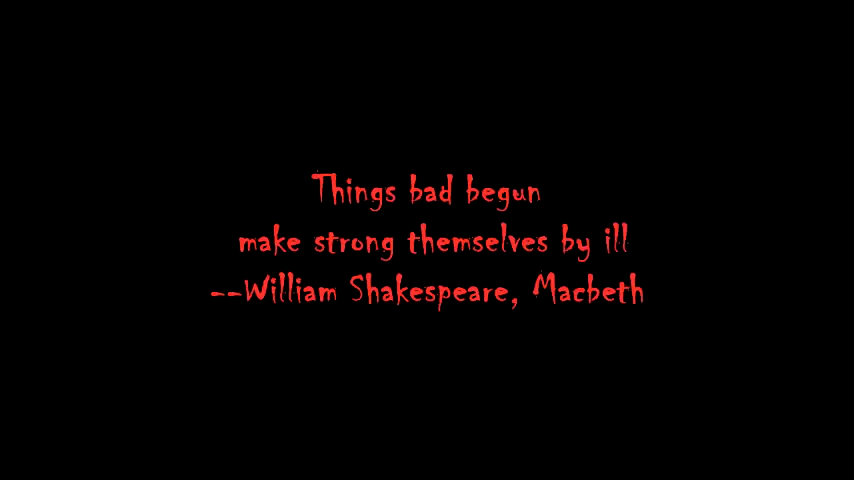 Things bad begun
make strong themselves by ill
--William Shakespeare, Macbeth